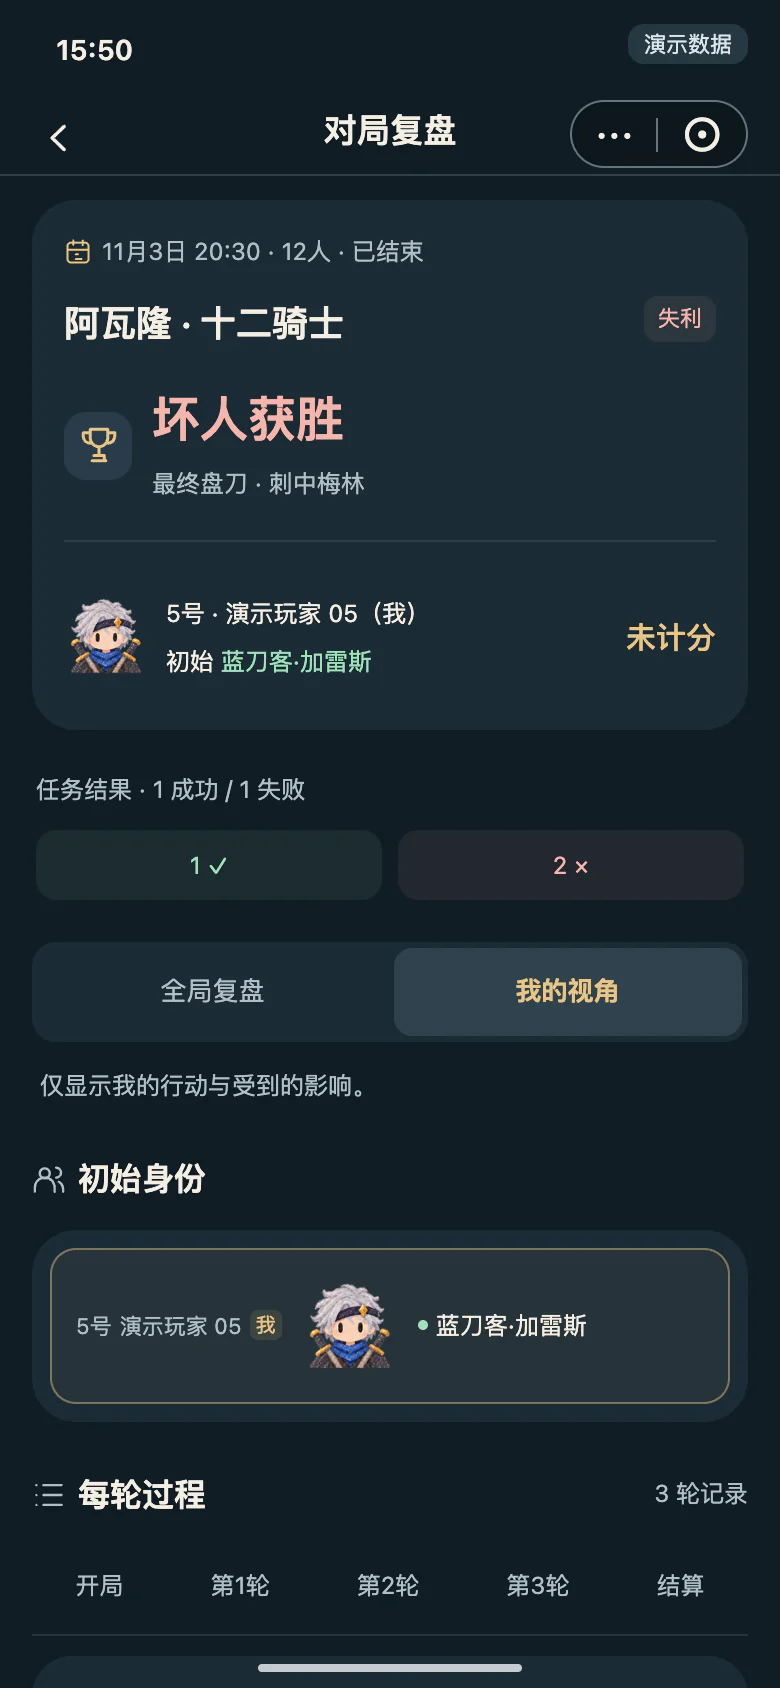 15:50
演示数据
对局复盘
11月3日 20:30 · 12人 · 已结束
阿瓦隆 · 十二骑士
失利
坏人获胜
最终盘刀 · 刺中梅林
5号 · 演示玩家 05（我）
初始 蓝刀客·加雷斯
未计分
任务结果 · 1 成功 / 1 失败
1 ✓
2 ×
全局复盘
我的视角
仅显示我的行动与受到的影响。
初始身份
5号 演示玩家 05 我
蓝刀客·加雷斯
每轮过程
3 轮记录
开局 第1轮 第2轮 第3轮 结算